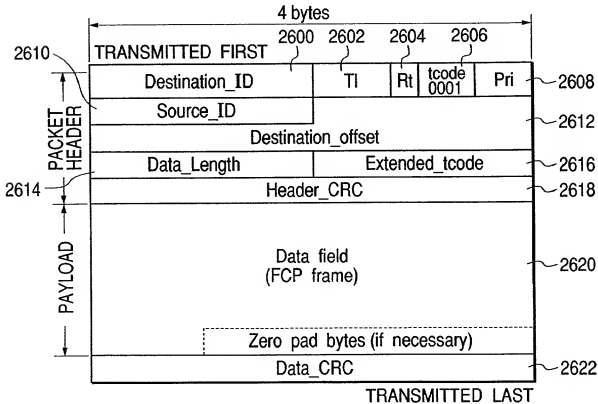 4 bytes
TRANSMITTED FIRST
2600
2602
2604
2606
2610
Destination_ID
Tl
Rt
tcode
0001
Pri
2608
Source_ID
2612
Destination_offset
PACKET
HEADER
Data_Length
Extended_tcode
2616
2614
Header_CRC
2618
PAYLOAD
Data field
(FCP frame)
2620
Zero pad bytes (if necessary)
Data_CRC
2622
TRANSMITTED LAST